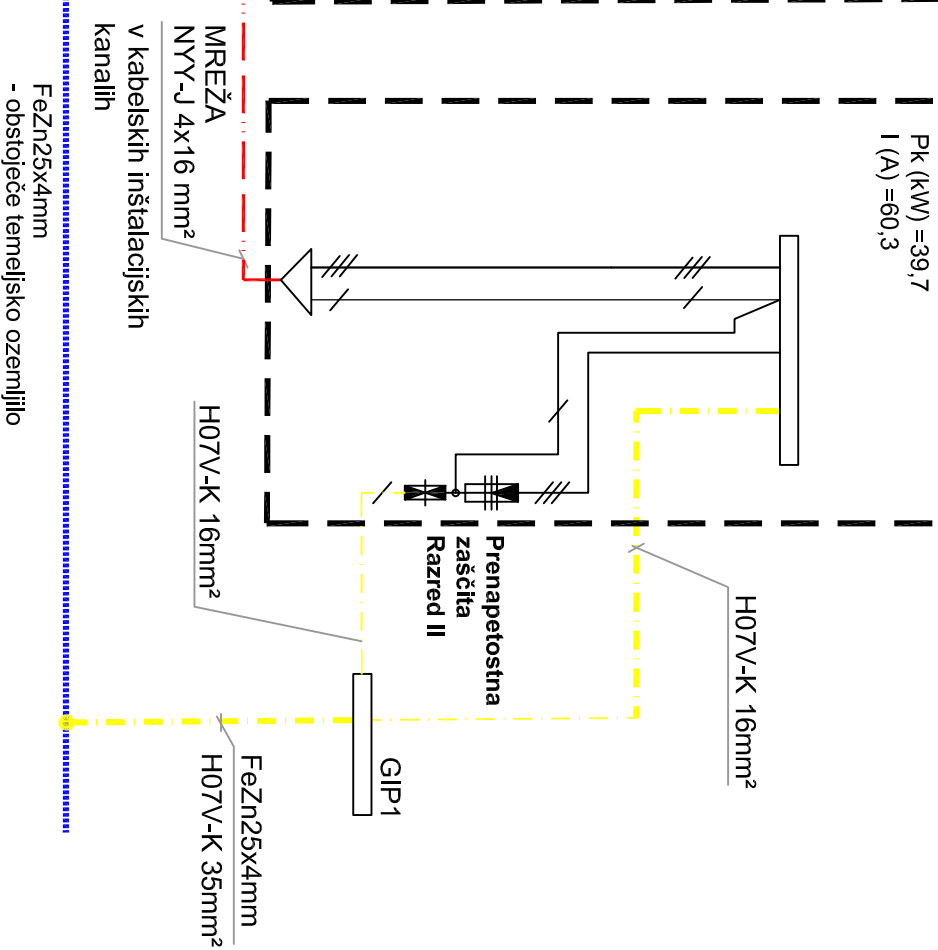 Pk (kW) =39,7
I (A) =60,3
MREŽA
NYY-J 4x16 mm²
v kabelskih inštalacijskih
kanalih
FeZn25x4mm
- obstoječe temeljsko ozemljilo
H07V-K 16mm²
Prenapetostna
zaščita
Razred II
H07V-K 16mm²
GIP1
FeZn25x4mm
H07V-K 35mm²